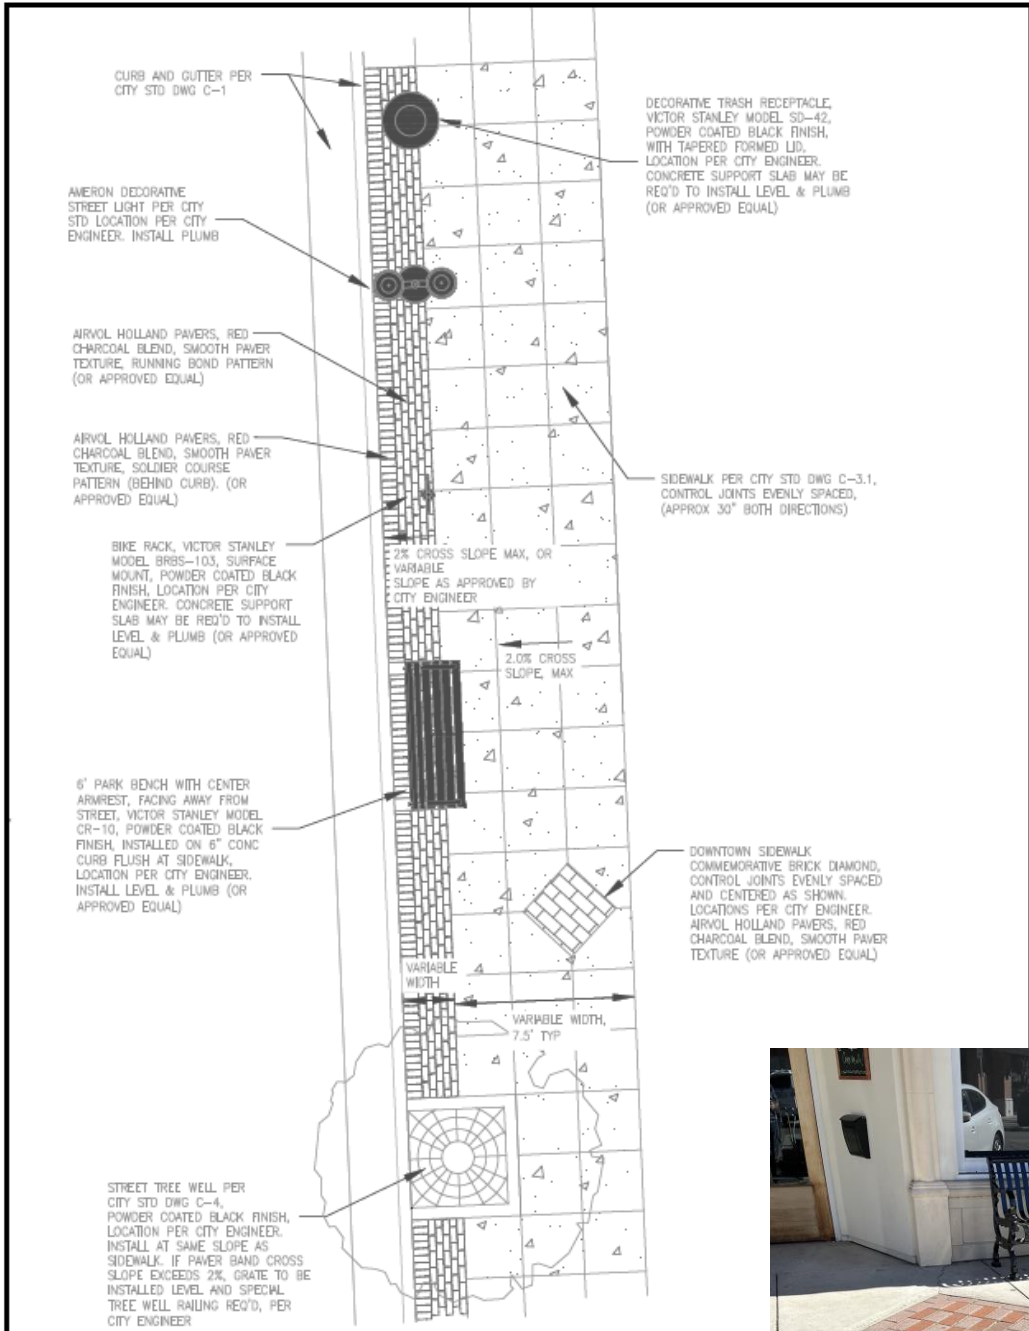 CURB AND GUTTER PER
CITY STD DWG C-1
DECORATIVE TRASH RECEPTACLE,
VICTOR STANLEY MODEL SD-42,
POWDER COATED BLACK FINISH,
WITH TAPERED FORMED LID,
LOCATION PER CITY ENGINEER.
CONCRETE SUPPORT SLAB MAY BE
REQ'D TO INSTALL LEVEL & PLUMB
(OR APPROVED EQUAL)
AMERON DECORATIVE
STREET LIGHT PER CITY
STD LOCATION PER CITY
ENGINEER. INSTALL PLUMB
AIRVOL HOLLAND PAVERS, RED
CHARCOAL BLEND, SMOOTH PAVER
TEXTURE, RUNNING BOND PATTERN
(OR APPROVED EQUAL)
AIRVOL HOLLAND PAVERS, RED
CHARCOAL BLEND, SMOOTH PAVER
TEXTURE, SOLDIER COURSE
PATTERN (BEHIND CURB). (OR
APPROVED EQUAL)
SIDEWALK PER CITY STD DWG C-3.1,
CONTROL JOINTS EVENLY SPACED,
(APPROX 30" BOTH DIRECTIONS)
BIKE RACK, VICTOR STANLEY
MODEL BRBS-103, SURFACE
MOUNT, POWDER COATED BLACK
FINISH, LOCATION PER CITY
ENGINEER. CONCRETE SUPPORT
SLAB MAY BE REQ'D TO INSTALL
LEVEL & PLUMB (OR APPROVED
EQUAL)
2% CROSS SLOPE MAX, OR
VARIABLE
SLOPE AS APPROVED BY
CITY ENGINEER
2.0% CROSS
SLOPE, MAX
6' PARK BENCH WITH CENTER
ARMREST, FACING AWAY FROM
STREET, VICTOR STANLEY MODEL
CR-10, POWDER COATED BLACK
FINISH, INSTALLED ON 6" CONC
CURB FLUSH AT SIDEWALK,
LOCATION PER CITY ENGINEER.
INSTALL LEVEL & PLUMB (OR
APPROVED EQUAL)
DOWNTOWN SIDEWALK
COMMEMORATIVE BRICK DIAMOND,
CONTROL JOINTS EVENLY SPACED
AND CENTERED AS SHOWN.
LOCATIONS PER CITY ENGINEER.
AIRVOL HOLLAND PAVERS, RED
CHARCOAL BLEND, SMOOTH PAVER
TEXTURE (OR APPROVED EQUAL)
VARIABLE
WIDTH
VARIABLE WIDTH,
7.5' TYP
STREET TREE WELL PER
CITY STD DWG C-4,
POWDER COATED BLACK FINISH,
LOCATION PER CITY ENGINEER.
INSTALL AT SAME SLOPE AS
SIDEWALK. IF PAVER BAND CROSS
SLOPE EXCEEDS 2%, GRATE TO BE
INSTALLED LEVEL AND SPECIAL
TREE WELL RAILING REQ'D, PER
CITY ENGINEER